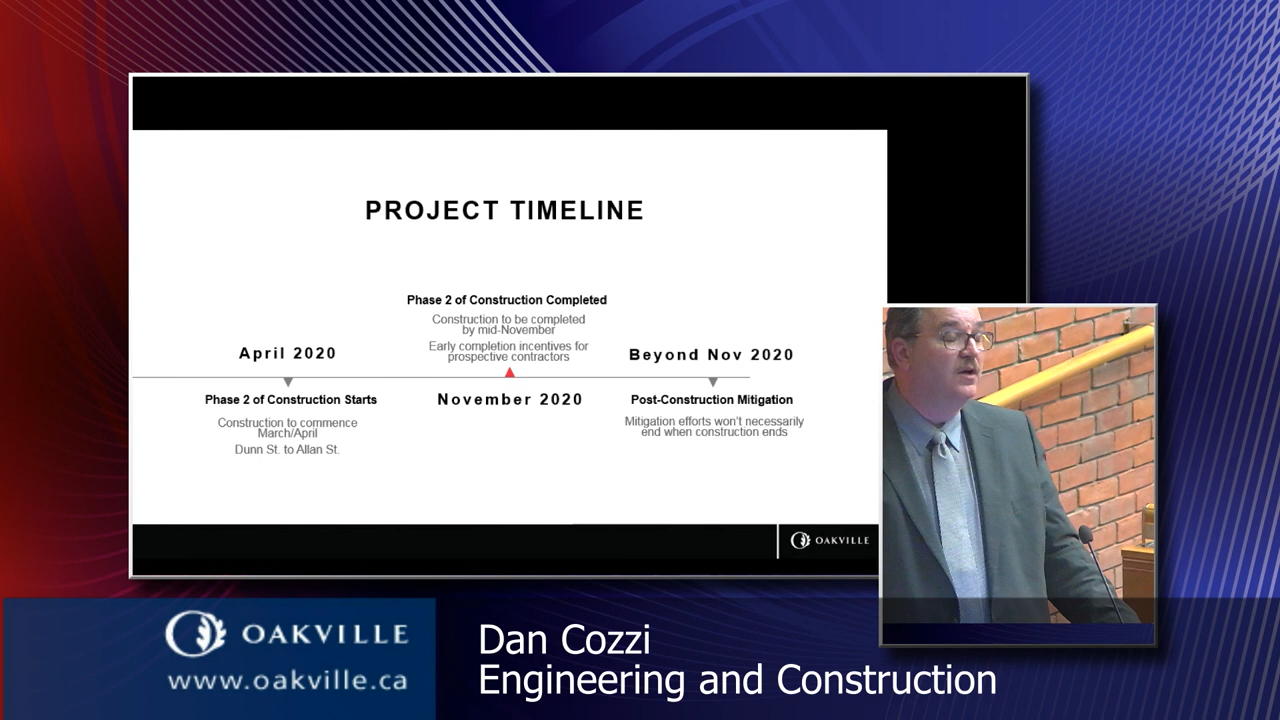 PROJECT TIMELINE
April 2020
Phase 2 of Construction Starts
Construction to commence
March/April
Dunn St. to Allan St.
Phase 2 of Construction Completed
Construction to be completed
by mid-November
Early completion incentives for
prospective contractors
November 2020
Beyond Nov 2020
Post-Construction Mitigation
Mitigation efforts won't necessarily
end when construction ends
OAKVILLE
OAKVILLE
www.oakville.ca
Dan Cozzi
Engineering and Construction